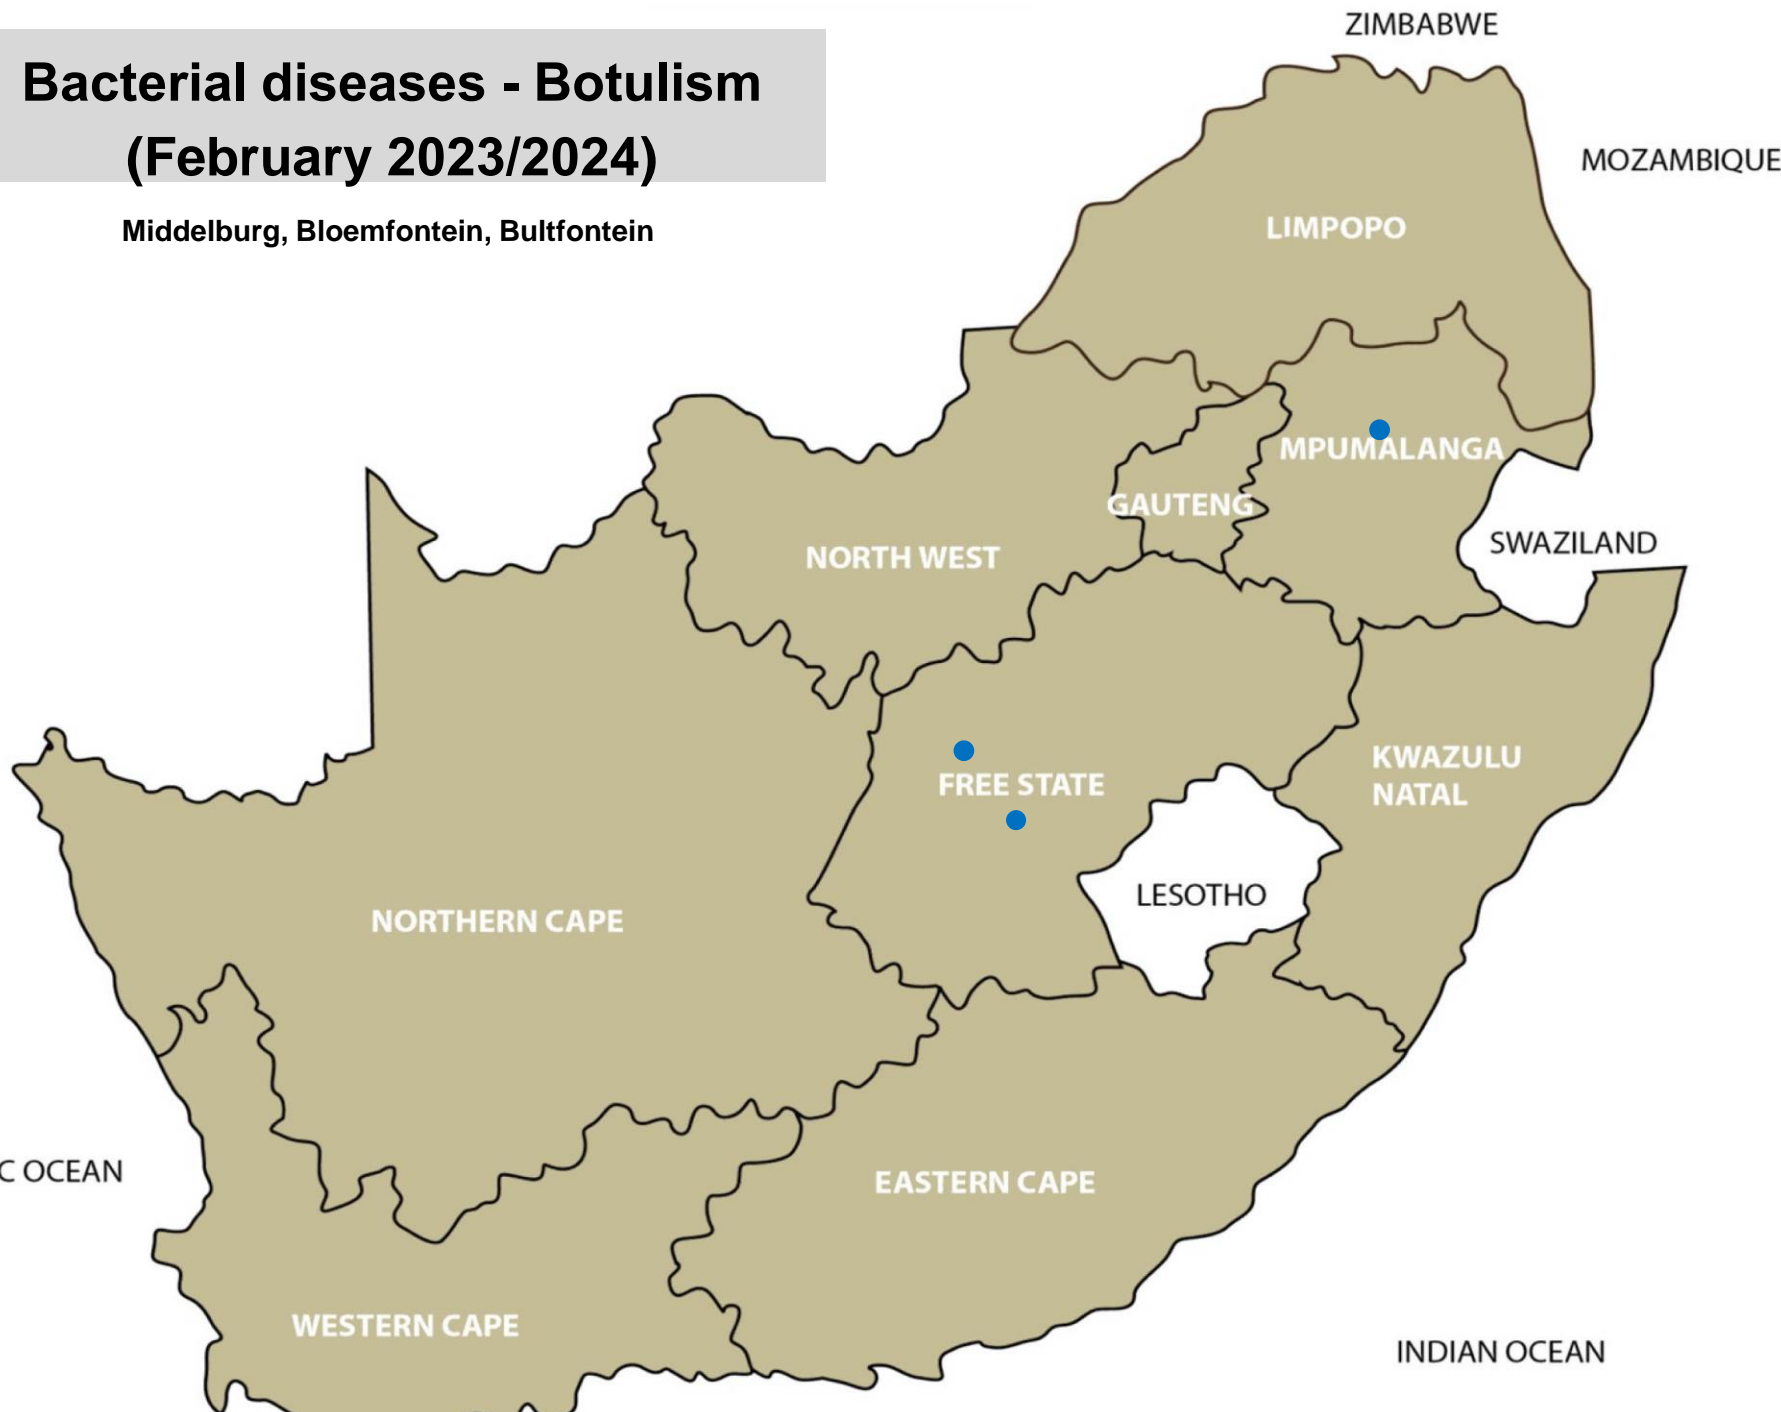 Bacterial diseases - Botulism
(February 2023/2024)
Middelburg, Bloemfontein, Bultfontein
ZIMBABWE
MOZAMBIQUE
LIMPOPO
MPUMALANGA
GAUTENG
SWAZILAND
NORTH WEST
KWAZULU
NATAL
FREE STATE
LESOTHO
NORTHERN CAPE
C OCEAN
EASTERN CAPE
WESTERN CAPE
INDIAN OCEAN